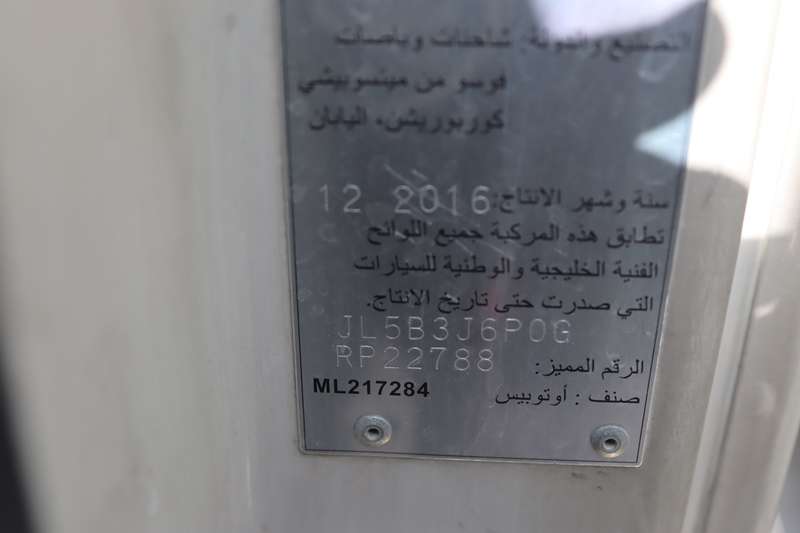 التصنيع والدولة: شاحنات وباصات
فوسو من ميتسوبيشي
كوربوريشن، اليابان
سنة وشهر الانتاج: 2016 12
تطابق هذه المركبة جميع اللوائح
الفنية الخليجية والوطنية للسيارات
التي صدرت حتى تاريخ الانتاج.
JL5B3J6P0G
الرقم المميز: RP22788
صنف : أوتوبيس ML217284